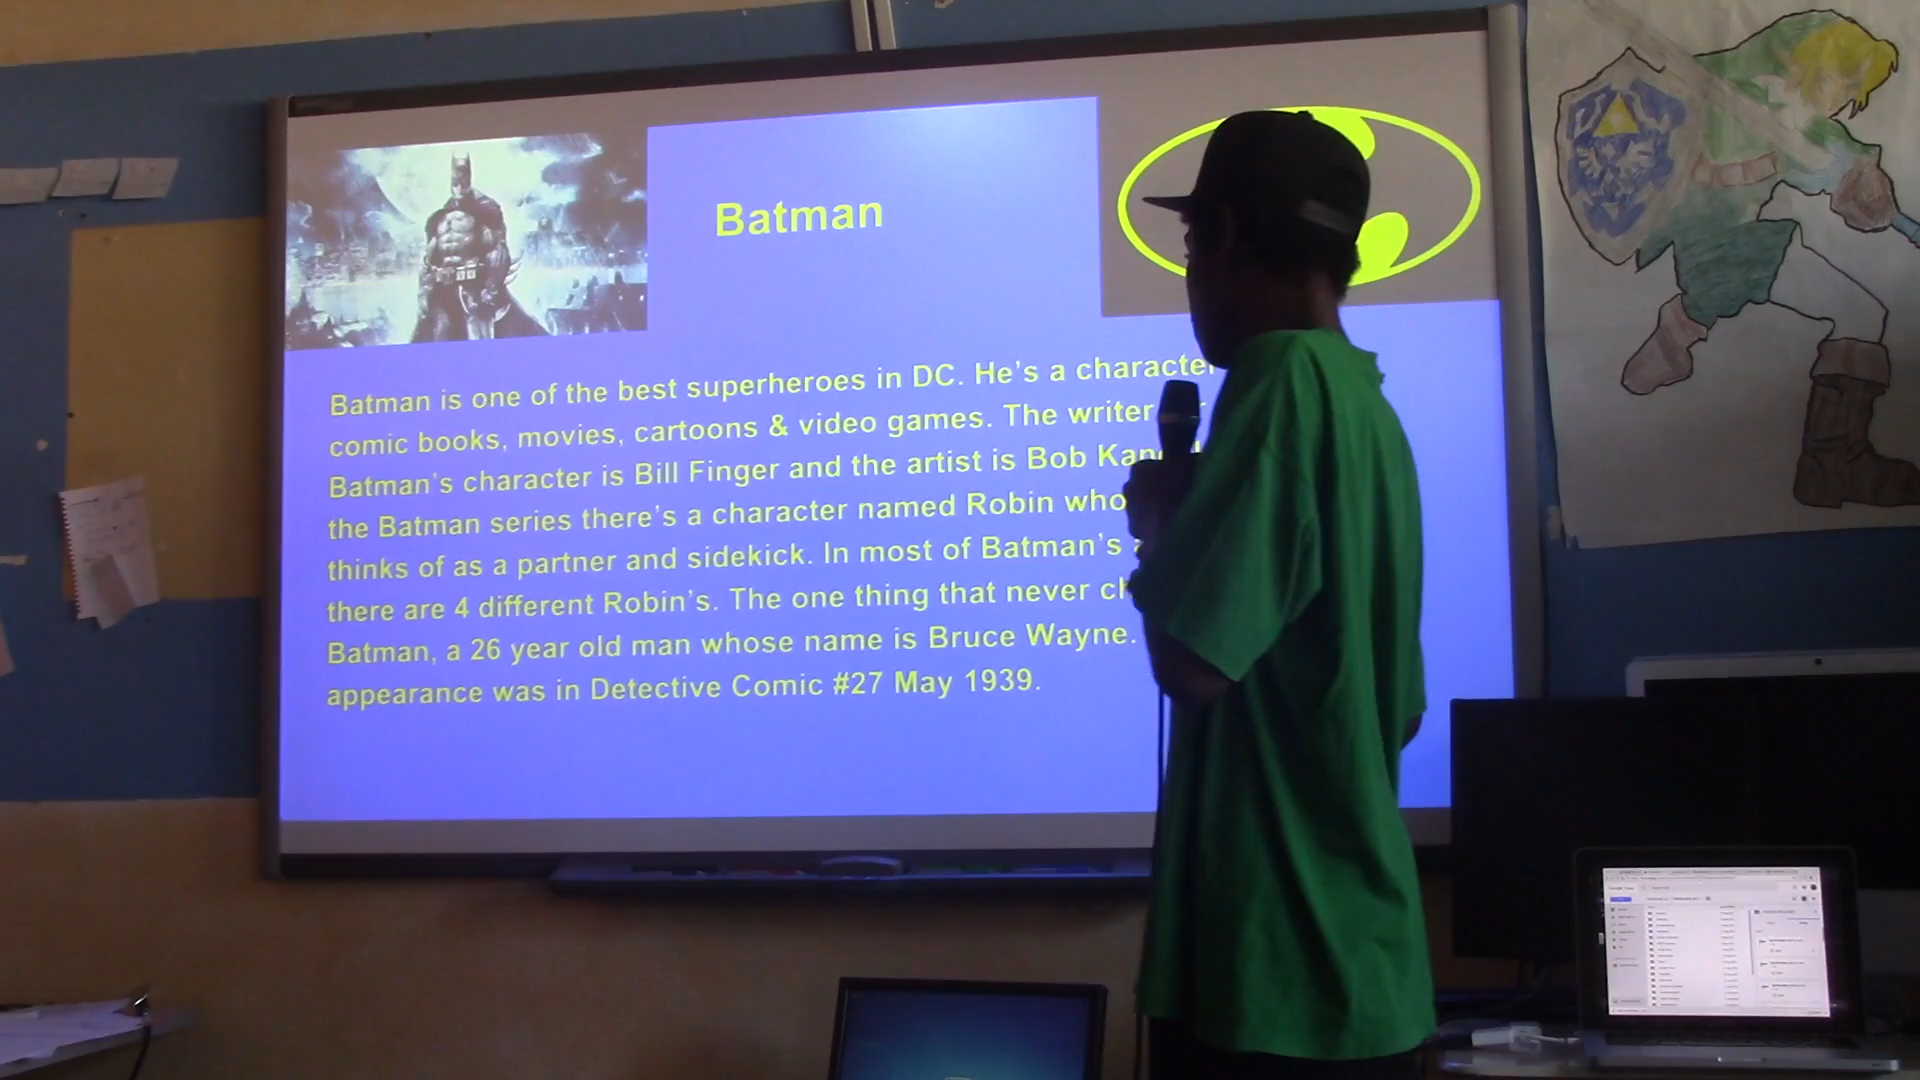 Batman
Batman is one of the best superheroes in DC. He's a character
comic books, movies, cartoons & video games. The writer
Batman's character is Bill Finger and the artist is Bob
the Batman series there's a character named Robin who
thinks of as a partner and sidekick. In most of Batman's
there are 4 different Robin's. The one thing that never
Batman, a 26 year old man whose name is Bruce Wayne.
appearance was in Detective Comic #27 May 1939.